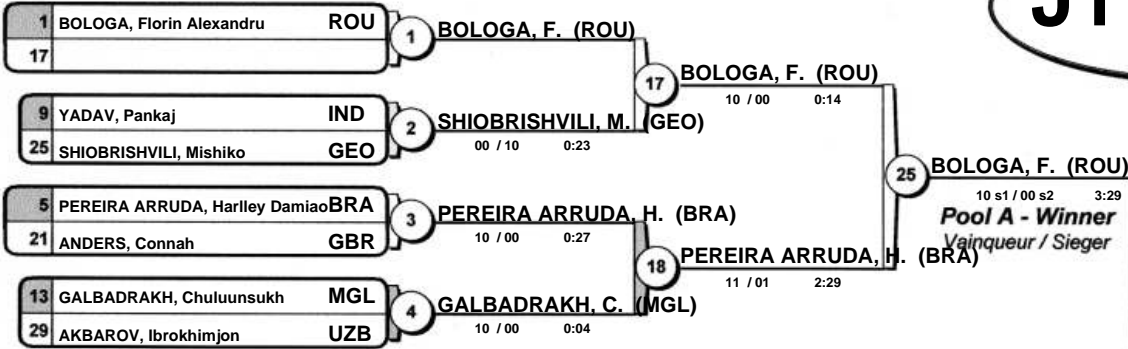 J1
1 BOLOGA, Florin Alexandru ROU
17
1 BOLOGA, F. (ROU)
17 BOLOGA, F. (ROU)
10 / 00 0:14
9 YADAV, Pankaj IND
25 SHIOBRISHVILI, Mishiko GEO
2 SHIOBRISHVILI, M. (GEO)
00 / 10 0:23
25 BOLOGA, F. (ROU)
10 s1 / 00 s2 3:29
Pool A - Winner
Vainqueur / Sieger
5 PEREIRA ARRUDA, Harlley Damiao BRA
21 ANDERS, Connah GBR
3 PEREIRA ARRUDA, H. (BRA)
10 / 00 0:27
18 PEREIRA ARRUDA, H. (BRA)
11 / 01 2:29
13 GALBADRAKH, Chuluunsukh MGL
29 AKBAROV, Ibrokhimjon UZB
4 GALBADRAKH, C. (MGL)
10 / 00 0:04